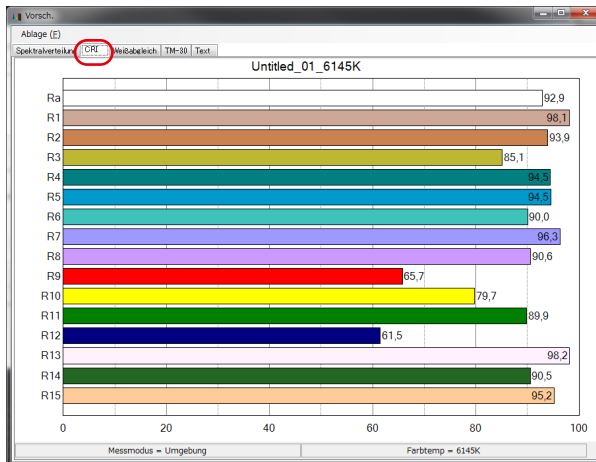 Vorsch.
Ablage (F)
Spektralverteilung CRI Weißabgleich TM-30 Text
Untitled_01_6145K
Ra 92,9
R1 98,1
R2 93,9
R3 85,1
R4 94,5
R5 94,5
R6 90,0
R7 96,3
R8 90,6
R9 65,7
R10 79,7
R11 89,9
R12 61,5
R13 98,2
R14 90,5
R15 95,2
0 20 40 60 80 100
Messmodus = Umgebung Farbtemp = 6145K